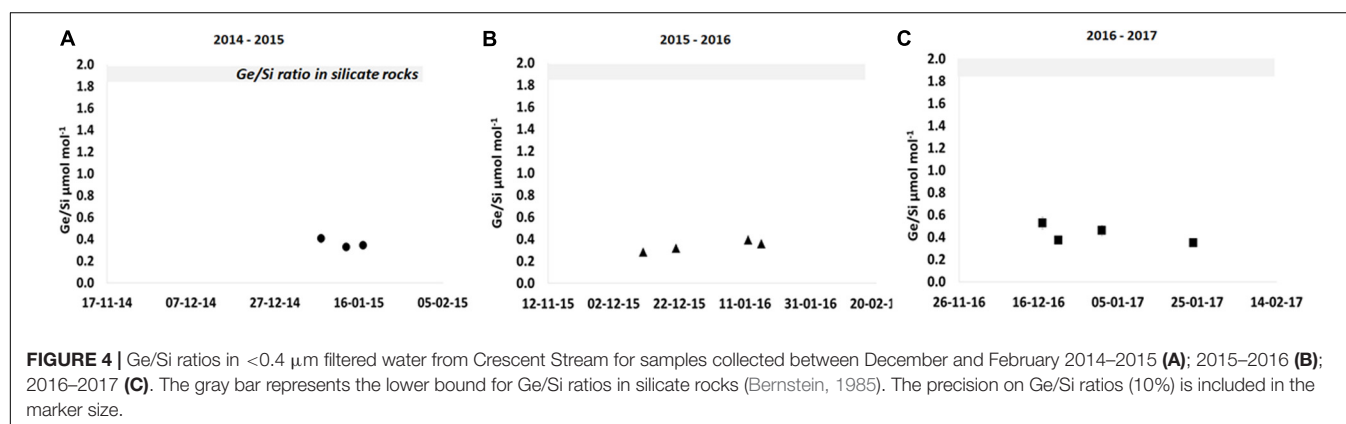 A
2014 - 2015
Ge/Si ratio in silicate rocks
Ge/Si µmol mol-1
2.0
1.8
1.6
1.4
1.2
1.0
0.8
0.6
0.4
0.2
0.0
17-11-14 07-12-14 27-12-14 16-01-15 05-02-15
B
2015 - 2016
Ge/Si µmol mol-1
2.0
1.8
1.6
1.4
1.2
1.0
0.8
0.6
0.4
0.2
0.0
12-11-15 02-12-15 22-12-15 11-01-16 31-01-16 20-02-1
C
2016 - 2017
Ge/Si µmol mol-1
2.0
1.8
1.6
1.4
1.2
1.0
0.8
0.6
0.4
0.2
0.0
26-11-16 16-12-16 05-01-17 25-01-17 14-02-17
FIGURE 4 | Ge/Si ratios in <0.4 µm filtered water from Crescent Stream for samples collected between December and February 2014–2015 (A); 2015–2016 (B);
2016–2017 (C). The gray bar represents the lower bound for Ge/Si ratios in silicate rocks (Bernstein, 1985). The precision on Ge/Si ratios (10%) is included in the
marker size.